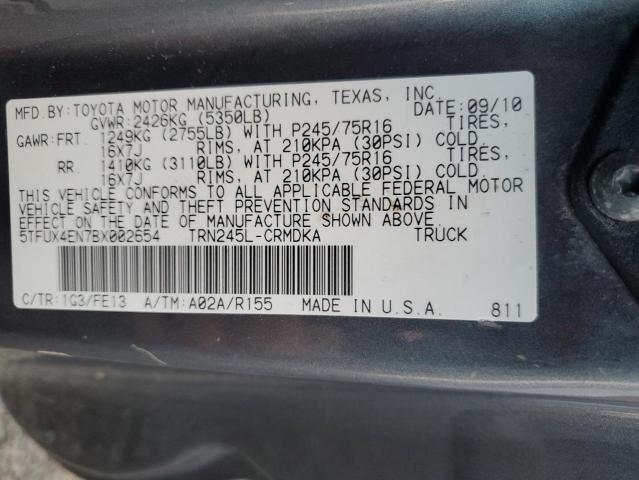 MFD.BY:TOYOTA MOTOR MANUFACTURING, TEXAS, INC.
GVWR:2426KG (5350LB) DATE:09/10
GAWR:FRT 1249KG (2755LB) WITH P245/75R16 TIRES,
16X7J RIMS, AT 210KPA (30PSI) COLD.
RR 1410KG (3110LB) WITH P245/75R16 TIRES,
16X7J RIMS, AT 210KPA (30PSI) COLD.
THIS VEHICLE CONFORMS TO ALL APPLICABLE FEDERAL MOTOR
VEHICLE SAFETY AND THEFT PREVENTION STANDARDS IN
EFFECT ON THE DATE OF MANUFACTURE SHOWN ABOVE.
5TFUX4EN7BX002654 TRN245L-CRMDKA TRUCK
C/TR:1G3/FE13 A/TM:A02A/R155 MADE IN U.S.A. 811